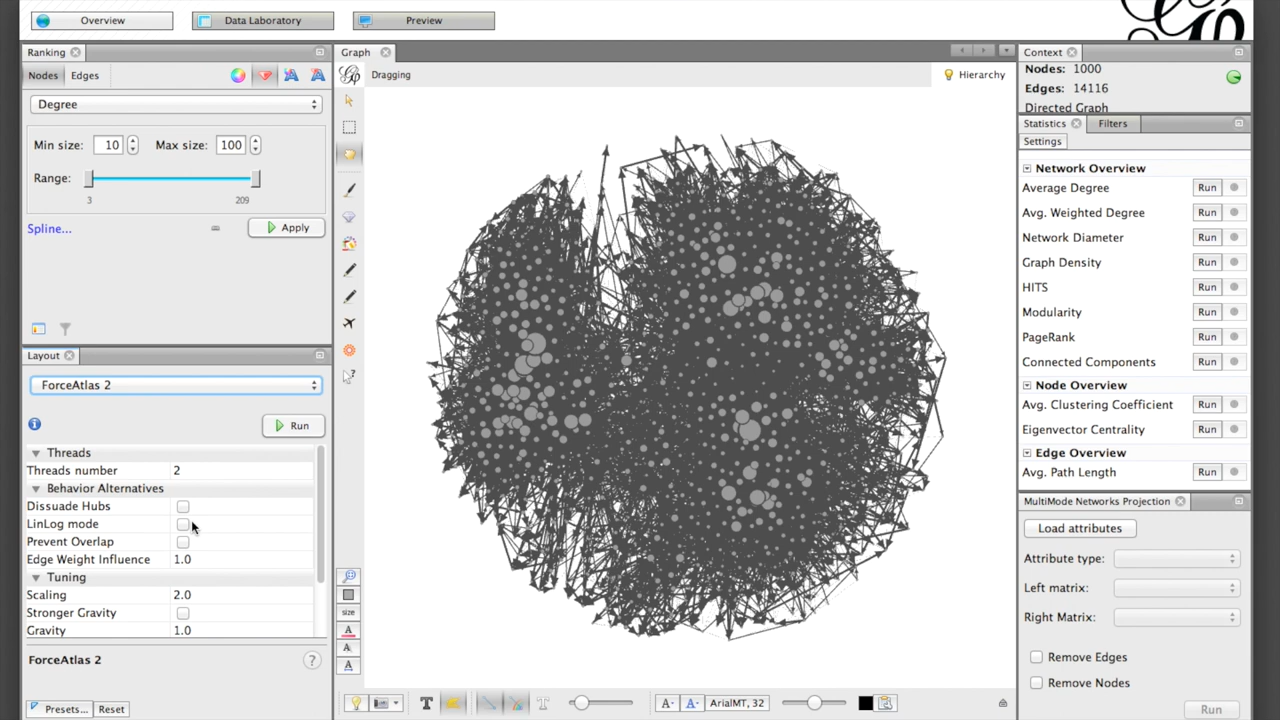 Overview
Data Laboratory
Preview
Ranking
Nodes Edges
Degree
Min size: 10 Max size: 100
Range:
3 209
Spline...
Apply
Layout
ForceAtlas 2
Run
Threads
Threads number 2
Behavior Alternatives
Dissuade Hubs
LinLog mode
Prevent Overlap
Edge Weight Influence 1.0
Tuning
Scaling 2.0
Stronger Gravity
Gravity 1.0
ForceAtlas 2
?
Presets... Reset
Graph
Dragging
Hierarchy
size
A
A
A
T
T
A- A- ArialMT, 32
Context
Nodes: 1000
Edges: 14116
Directed Graph
Statistics Filters
Settings
Network Overview
Average Degree Run
Avg. Weighted Degree Run
Network Diameter Run
Graph Density Run
HITS Run
Modularity Run
PageRank Run
Connected Components Run
Node Overview
Avg. Clustering Coefficient Run
Eigenvector Centrality Run
Edge Overview
Avg. Path Length Run
MultiMode Networks Projection
Load attributes
Attribute type:
Left matrix:
Right Matrix:
Remove Edges
Remove Nodes
Run